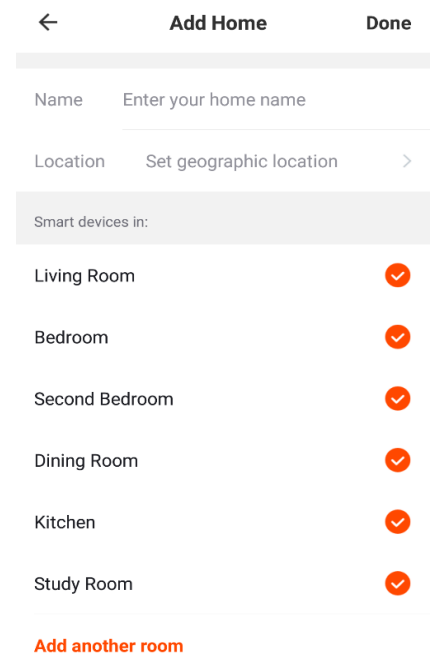 Add Home Done
Name Enter your home name
Location Set geographic location
Smart devices in:
Living Room
Bedroom
Second Bedroom
Dining Room
Kitchen
Study Room
Add another room